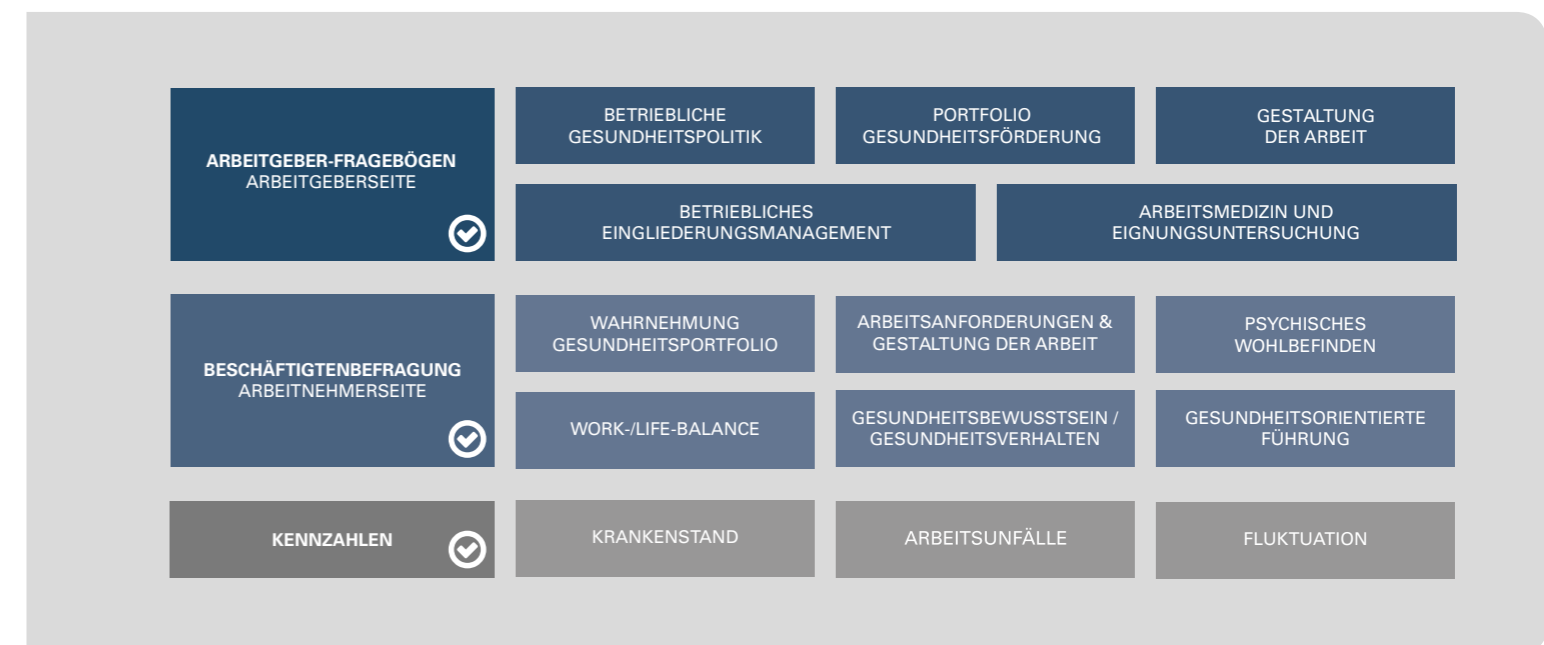 ARBEITGEBER-FRAGEBÖGEN
ARBEITGEBERSEITE
BETRIEBLICHE
GESUNDHEITSPOLITIK
PORTFOLIO
GESUNDHEITSFÖRDERUNG
GESTALTUNG
DER ARBEIT
BETRIEBLICHES
EINGLIEDERUNGSMANAGEMENT
ARBEITSMEDIZIN UND
EIGNUNGSUNTERSUCHUNG
BESCHÄFTIGTENBEFRAGUNG
ARBEITNEHMERSEITE
WAHRNEHMUNG
GESUNDHEITSPORTFOLIO
ARBEITSANFORDERUNGEN &
GESTALTUNG DER ARBEIT
PSYCHISCHES
WOHLBEFINDEN
WORK-/LIFE-BALANCE
GESUNDHEITSBEWUSSTSEIN /
GESUNDHEITSVERHALTEN
GESUNDHEITSORIENTIERTE
FÜHRUNG
KENNZAHLEN
KRANKENSTAND
ARBEITSUNFÄLLE
FLUKTUATION